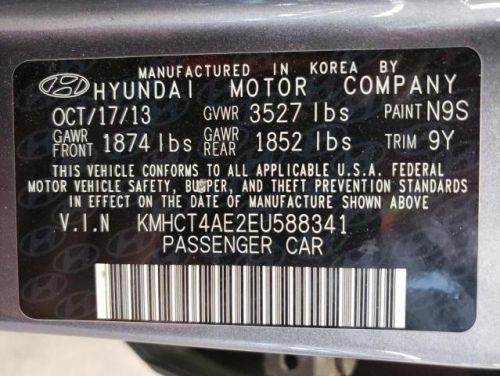 MANUFACTURED IN KOREA BY
HYUNDAI MOTOR COMPANY
OCT/17/13 GVWR 3527 lbs PAINT N9S
GAWR FRONT 1874 lbs GAWR REAR 1852 lbs TRIM 9Y
THIS VEHICLE CONFORMS TO ALL APPLICABLE U.S.A. FEDERAL
MOTOR VEHICLE SAFETY, BUMPER, AND THEFT PREVENTION STANDARDS
IN EFFECT ON THE DATE OF MANUFACTURE SHOWN ABOVE.
V.I.N KMHCT4AE2EU588341
PASSENGER CAR